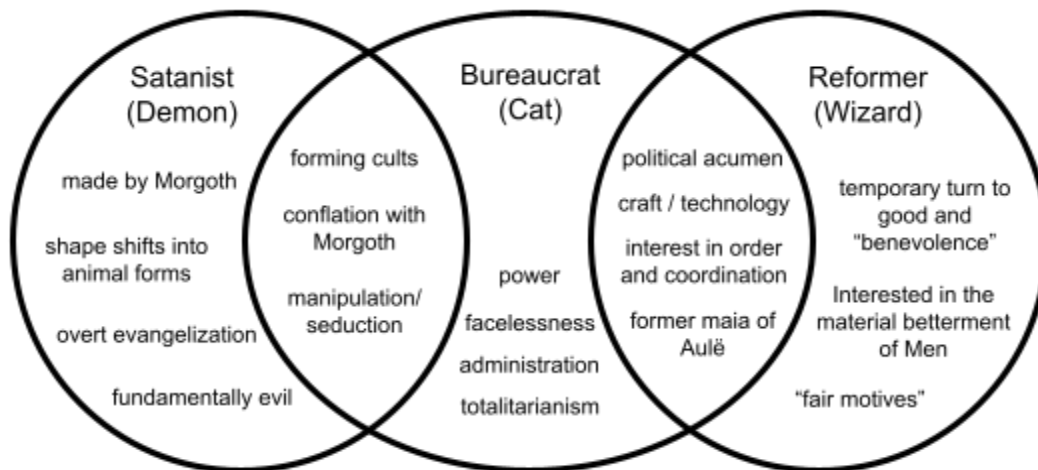 Satanist
(Demon)
made by Morgoth
shape shifts into
animal forms
overt evangelization
fundamentally evil
forming cults
conflation with
Morgoth
manipulation/
seduction
Bureaucrat
(Cat)
power
facelessness
administration
totalitarianism
political acumen
craft / technology
interest in order
and coordination
former maia of
Aulë
Reformer
(Wizard)
temporary turn to
good and
“benevolence”
Interested in the
material betterment
of Men
“fair motives”